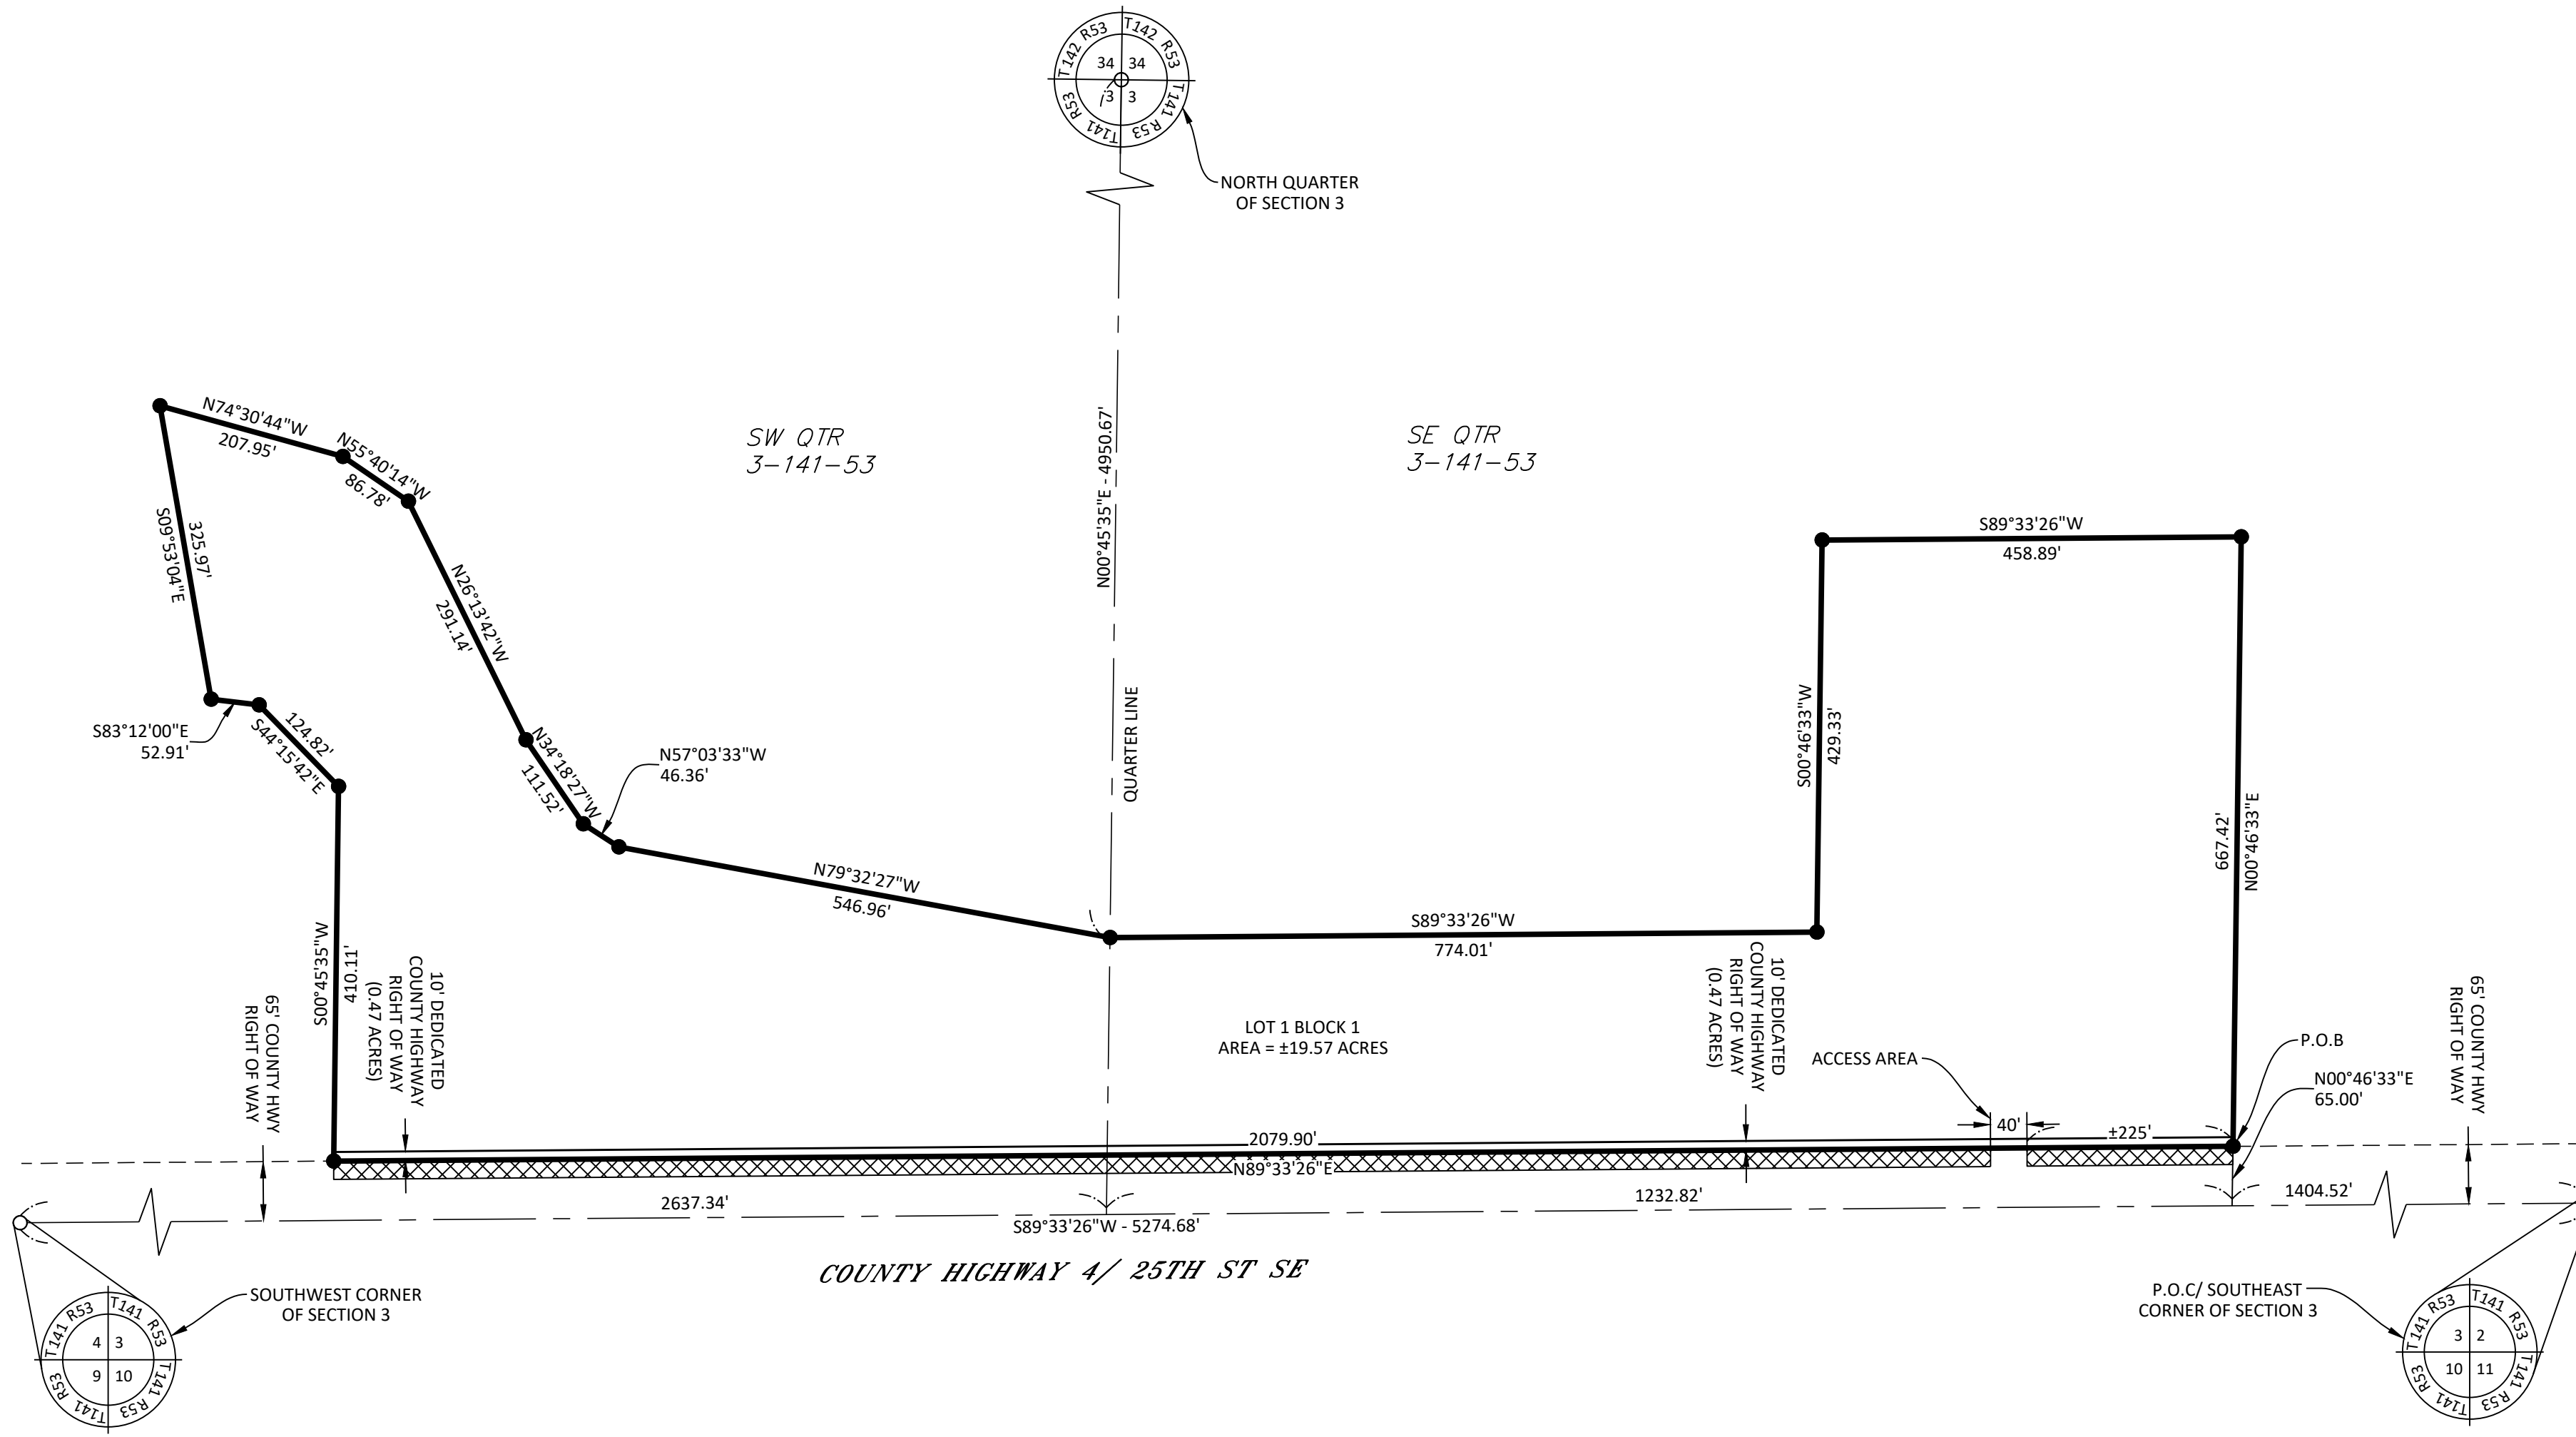 T142 R53
T142 R53
T141 R53
T141 R53
34 34
3 3
NORTH QUARTER
OF SECTION 3
N74°30'44"W
207.95'
N55°40'14"W
86.78'
SW QTR
3-141-53
SE QTR
3-141-53
N00°45'35"E - 4950.67'
S09°53'04"E
325.97'
N26°13'42"W
291.14'
S89°33'26"W
458.89'
S83°12'00"E
52.91'
124.82'
S44°15'42"E
N34°18'27"W
111.52'
N57°03'33"W
46.36'
QUARTER LINE
S00°46'33"W
429.33'
667.42'
N00°46'33"E
N79°32'27"W
546.96'
S89°33'26"W
774.01'
S00°45'35"W
410.11'
10' DEDICATED
COUNTY HIGHWAY
RIGHT OF WAY
(0.47 ACRES)
65' COUNTY HWY
RIGHT OF WAY
LOT 1 BLOCK 1
AREA = ±19.57 ACRES
10' DEDICATED
COUNTY HIGHWAY
RIGHT OF WAY
(0.47 ACRES)
ACCESS AREA
P.O.B
N00°46'33"E
65.00'
65' COUNTY HWY
RIGHT OF WAY
2079.90'
40'
±225'
N89°33'26"E
2637.34'
1232.82'
1404.52'
S89°33'26"W - 5274.68'
COUNTY HIGHWAY 4/ 25TH ST SE
SOUTHWEST CORNER
OF SECTION 3
T141 R53
T141 R53
T141 R53
T141 R53
4 3
9 10
P.O.C/ SOUTHEAST
CORNER OF SECTION 3
T141 R53
T141 R53
T141 R53
T141 R53
3 2
10 11